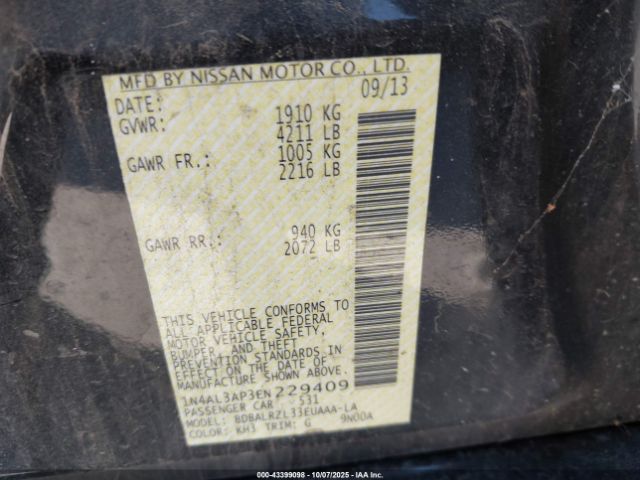 MFD BY NISSAN MOTOR CO., LTD.
DATE: 09/13
GVWR: 1910 KG
4211 LB
GAWR FR.: 1005 KG
2216 LB
GAWR RR.: 940 KG
2072 LB
THIS VEHICLE CONFORMS TO
ALL APPLICABLE FEDERAL
MOTOR VEHICLE SAFETY,
BUMPER, AND THEFT
PREVENTION STANDARDS IN
EFFECT ON THE DATE OF
MANUFACTURE SHOWN ABOVE.
1N4AL3AP3EN229409
PASSENGER CAR 531
MODEL: BDBALRZL33EUAAA-LA
COLOR: KH3 TRIM: G 9N00A
000-43399098 - 10/07/2025 - www.iaai.com